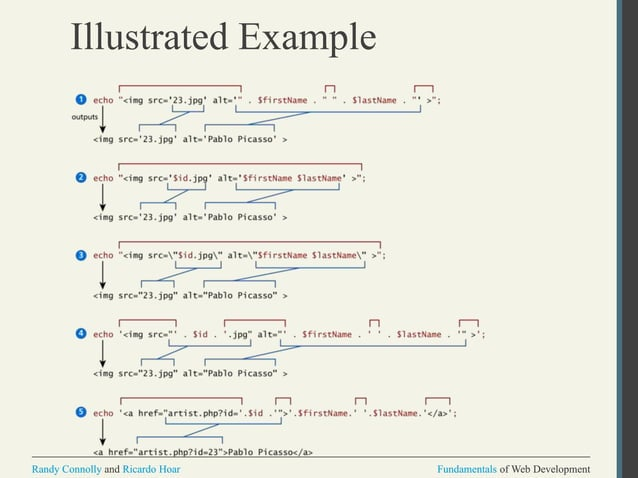 Illustrated Example
1 echo "<img src='23.jpg' alt='" . $firstName . " " . $lastName . "' >";
outputs
<img src='23.jpg' alt='Pablo Picasso' >
2 echo "<img src='$id.jpg' alt='$firstName $lastName' >";
<img src='23.jpg' alt='Pablo Picasso' >
3 echo "<img src=\"$id.jpg\" alt=\"$firstName $lastName\" >";
<img src="23.jpg" alt="Pablo Picasso" >
4 echo '<img src="' . $id . '.jpg" alt="' . $firstName . ' ' . $lastName . '" >';
<img src="23.jpg" alt="Pablo Picasso" >
5 echo '<a href="artist.php?id='.$id .'">'.$firstName.' '.$lastName.'</a>';
<a href="artist.php?id=23">Pablo Picasso</a>
Randy Connolly and Ricardo Hoar Fundamentals of Web Development